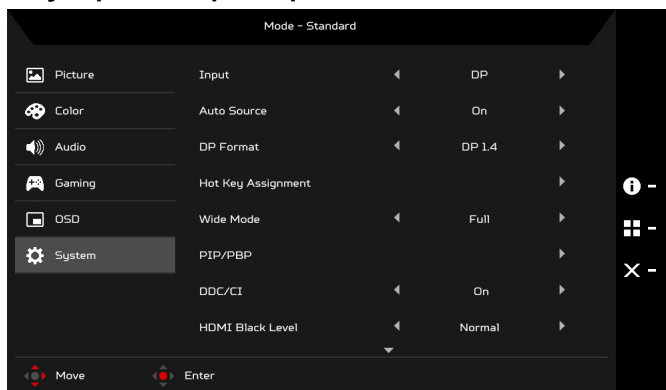 Mode - Standard
Picture
Input DP
Color
Auto Source On
Audio
DP Format DP 1.4
Gaming
Hot Key Assignment
OSD
Wide Mode Full
System
PIP/PBP
DDC/CI On
HDMI Black Level Normal
Move Enter